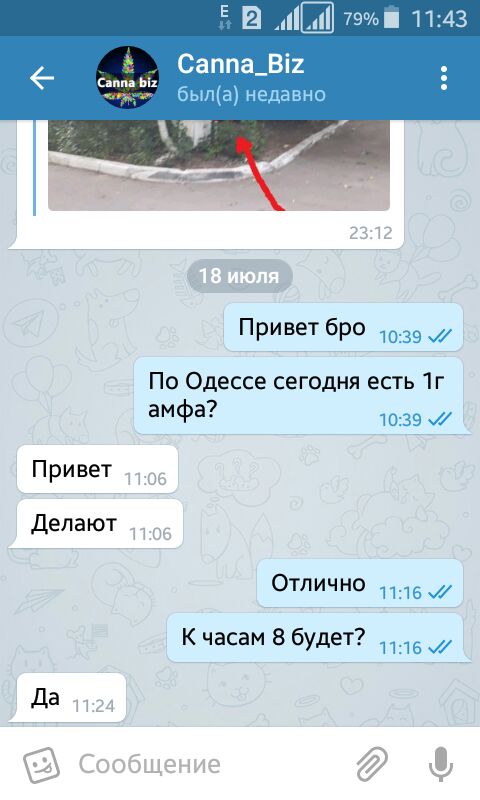 E
2
79%
11:43
Canna biz
Canna_Biz
был(а) недавно
23:12
18 июля
Привет бро 10:39
По Одессе сегодня есть 1г
амфа?
10:39
Привет 11:06
Делают 11:06
Отлично 11:16
К часам 8 будет? 11:16
Да 11:24
Сообщение